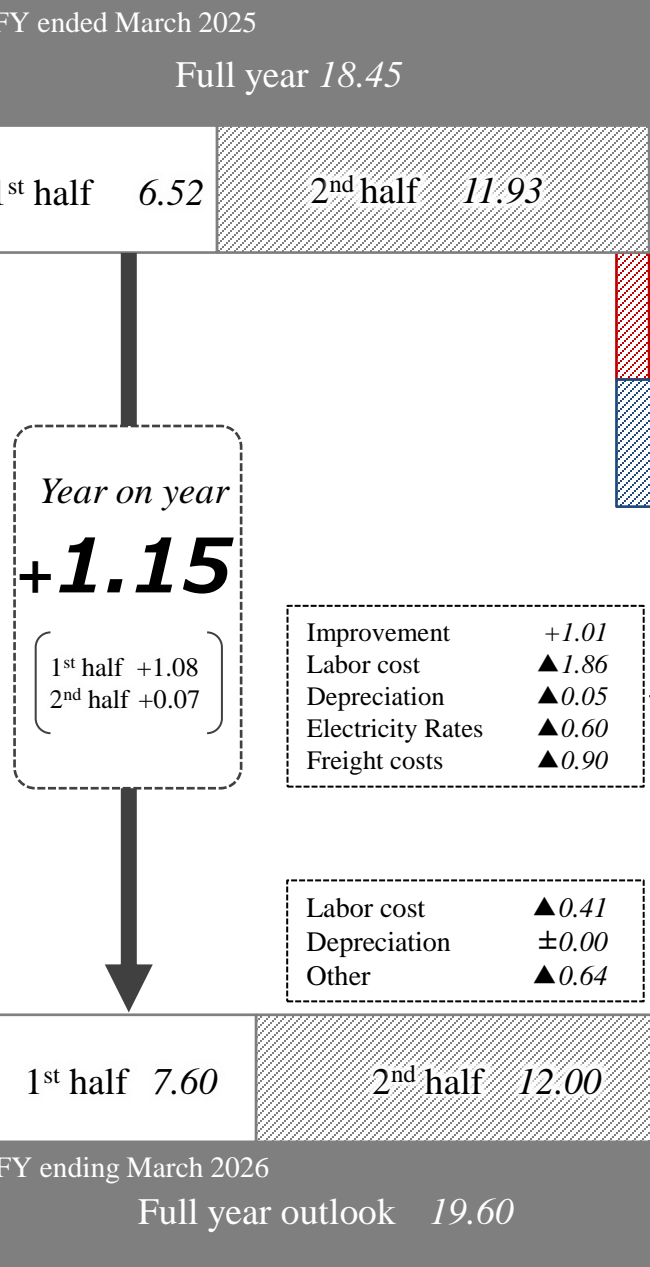 FY ended March 2025
Full year 18.45
1st half 6.52 2nd half 11.93
Year on year
+1.15
1st half +1.08
2nd half +0.07
Improvement +1.01
Labor cost ▲1.86
Depreciation ▲0.05
Electricity Rates ▲0.60
Freight costs ▲0.90
Labor cost ▲0.41
Depreciation ±0.00
Other ▲0.64
1st half 7.60 2nd half 12.00
FY ending March 2026
Full year outlook 19.60